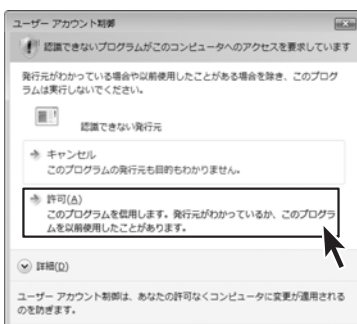 ユーザー アカウント制御
認識できないプログラムがこのコンピュータへのアクセスを要求しています
発行元がわかっている場合や以前使用したことがある場合を除き、このプログ
ラムは実行しないでください。
認識できない発行元
キャンセル
このプログラムの発行元も目的もわかりません。
許可(A)
このプログラムを信用します。発行元がわかっているか、このプログラ
ムを以前使用したことがあります。
詳細(D)
ユーザー アカウント制御は、あなたの許可なくコンピュータに変更が適用される
のを防ぎます。